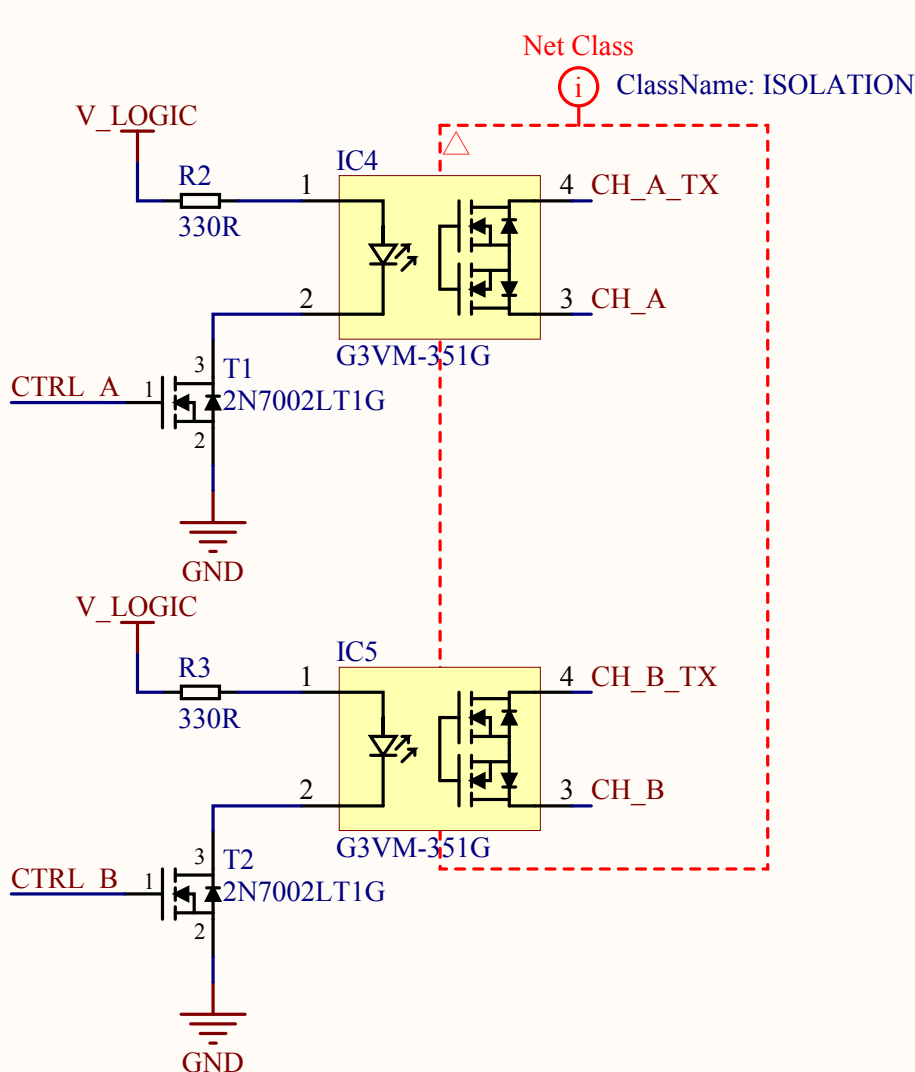 Net Class
i ClassName: ISOLATION
V_LOGIC
IC4
R2
1
4 CH_A_TX
330R
2
3 CH_A
G3VM-351G
3 T1
CTRL_A 1
2N7002LT1G
2
GND
V_LOGIC
IC5
R3
1
4 CH_B_TX
330R
2
3 CH_B
G3VM-351G
3 T2
CTRL_B 1
2N7002LT1G
2
GND